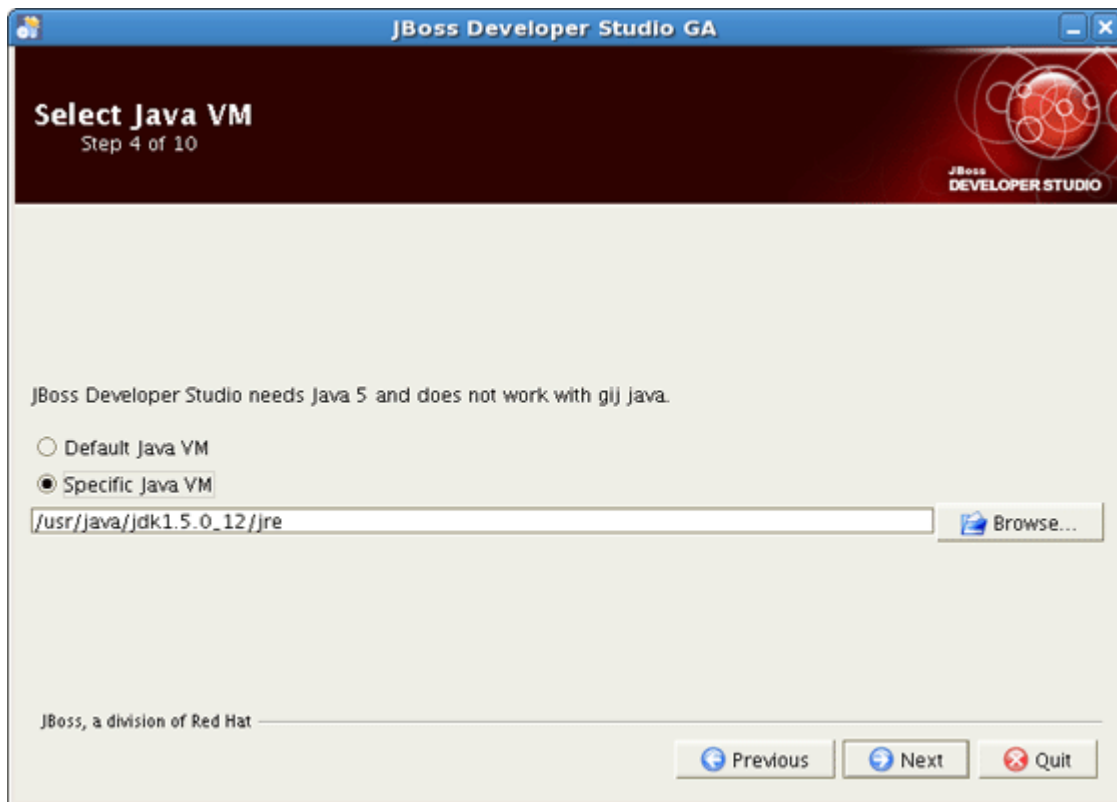 JBoss Developer Studio GA
Select Java VM
Step 4 of 10
JBoss
DEVELOPER STUDIO
JBoss Developer Studio needs Java 5 and does not work with gij java.
Default Java VM
Specific Java VM
/usr/java/jdk1.5.0_12/jre
Browse...
JBoss, a division of Red Hat
Previous
Next
Quit